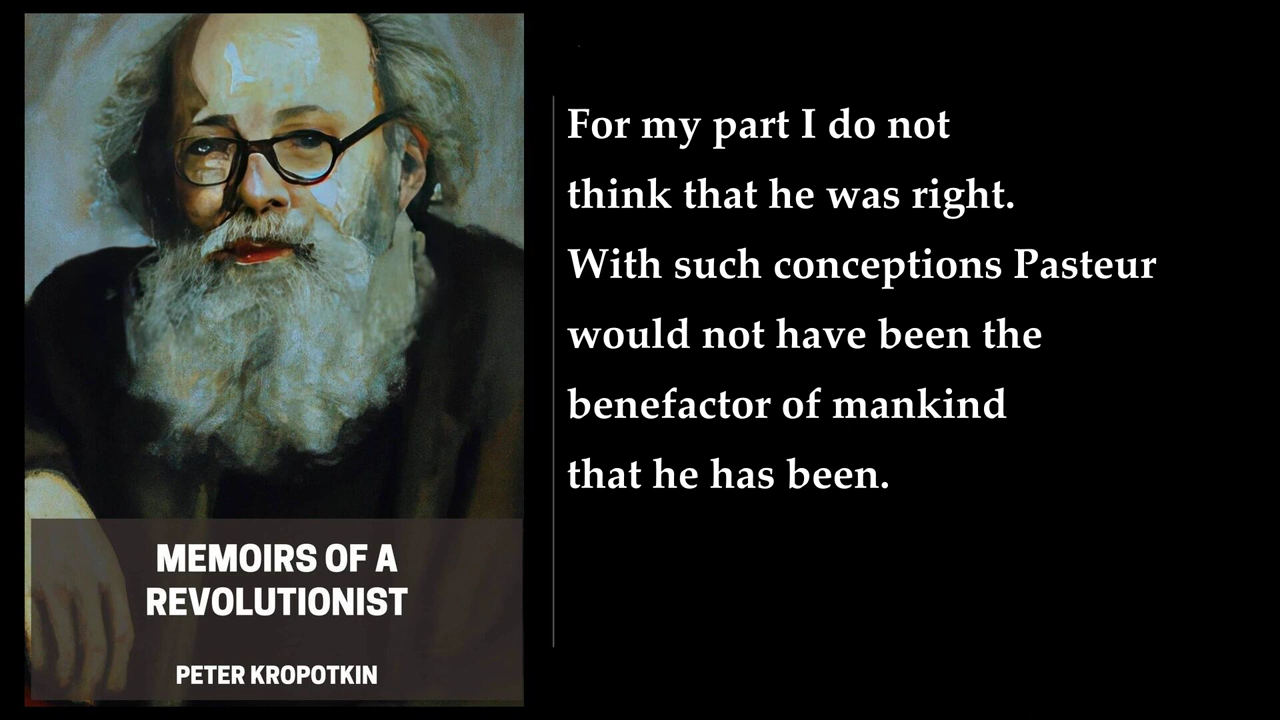 For my part I do not
think that he was right.
With such conceptions Pasteur
would not have been the
benefactor of mankind
that he has been.
MEMOIRS OF A
REVOLUTIONIST
PETER KROPOTKIN